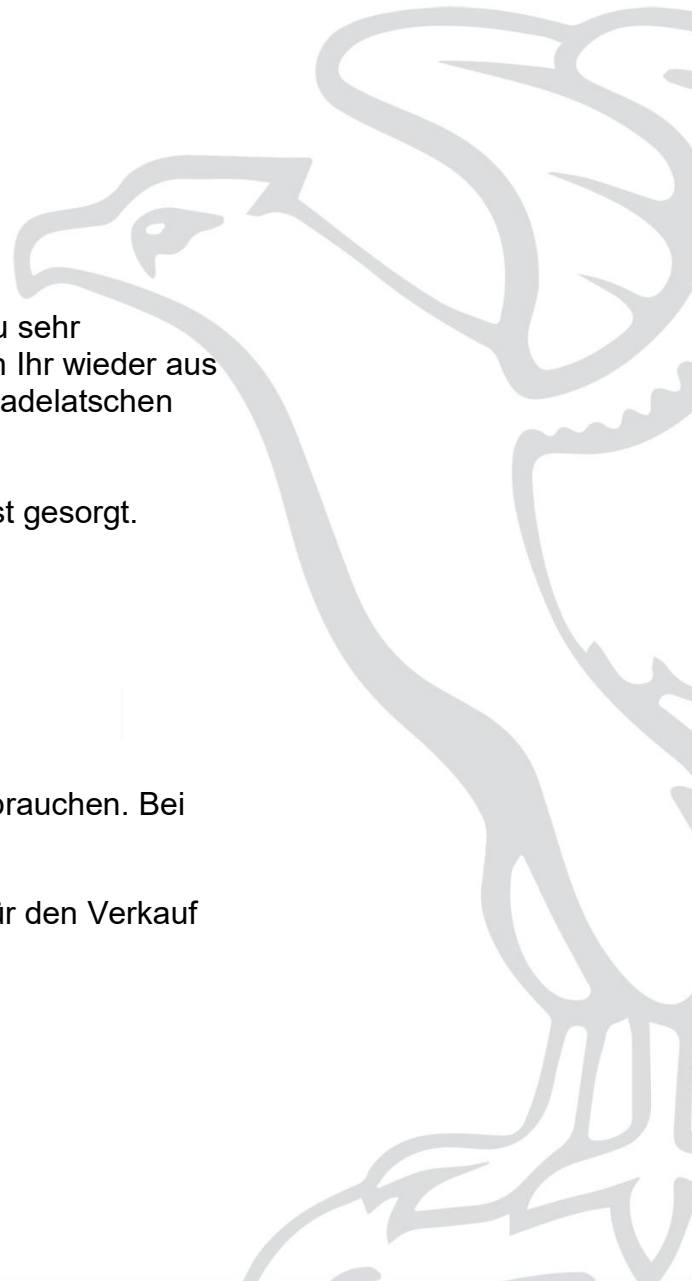 sehr
Ihr wieder aus
adelatschen
st gesorgt.
brauchen. Bei
ür den Verkauf